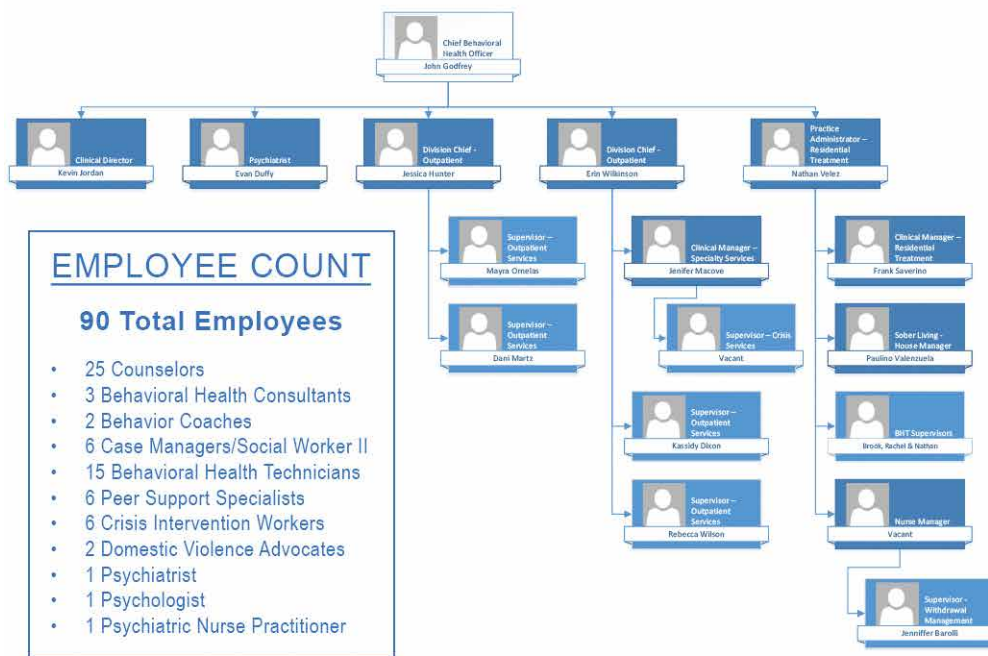 Chief Behavioral
Health Officer
John Godfrey
Clinical Director
Kevin Jordan
Psychiatrist
Evan Duffy
Division Chief -
Outpatient
Jessica Hunter
Division Chief -
Outpatient
Erin Wilkinson
Practice
Administrator –
Residential
Treatment
Nathan Velez
Supervisor –
Outpatient
Services
Mayra Ornelas
Supervisor –
Outpatient
Services
Dani Martz
Clinical Manager –
Specialty Services
Jenifer Macove
Supervisor – Crisis
Services
Vacant
Supervisor –
Outpatient
Services
Kassidy Dixon
Supervisor –
Outpatient
Services
Rebecca Wilson
Clinical Manager –
Residential
Treatment
Frank Saverino
Sober Living -
House Manager
Paulino Valenzuela
BHT Supervisors
Brook, Rachel & Nathan
Nurse Manager
Vacant
Supervisor -
Withdrawal
Management
Jenniffer Barolli
EMPLOYEE COUNT
90 Total Employees
• 25 Counselors
• 3 Behavioral Health Consultants
• 2 Behavior Coaches
• 6 Case Managers/Social Worker II
• 15 Behavioral Health Technicians
• 6 Peer Support Specialists
• 6 Crisis Intervention Workers
• 2 Domestic Violence Advocates
• 1 Psychiatrist
• 1 Psychologist
• 1 Psychiatric Nurse Practitioner